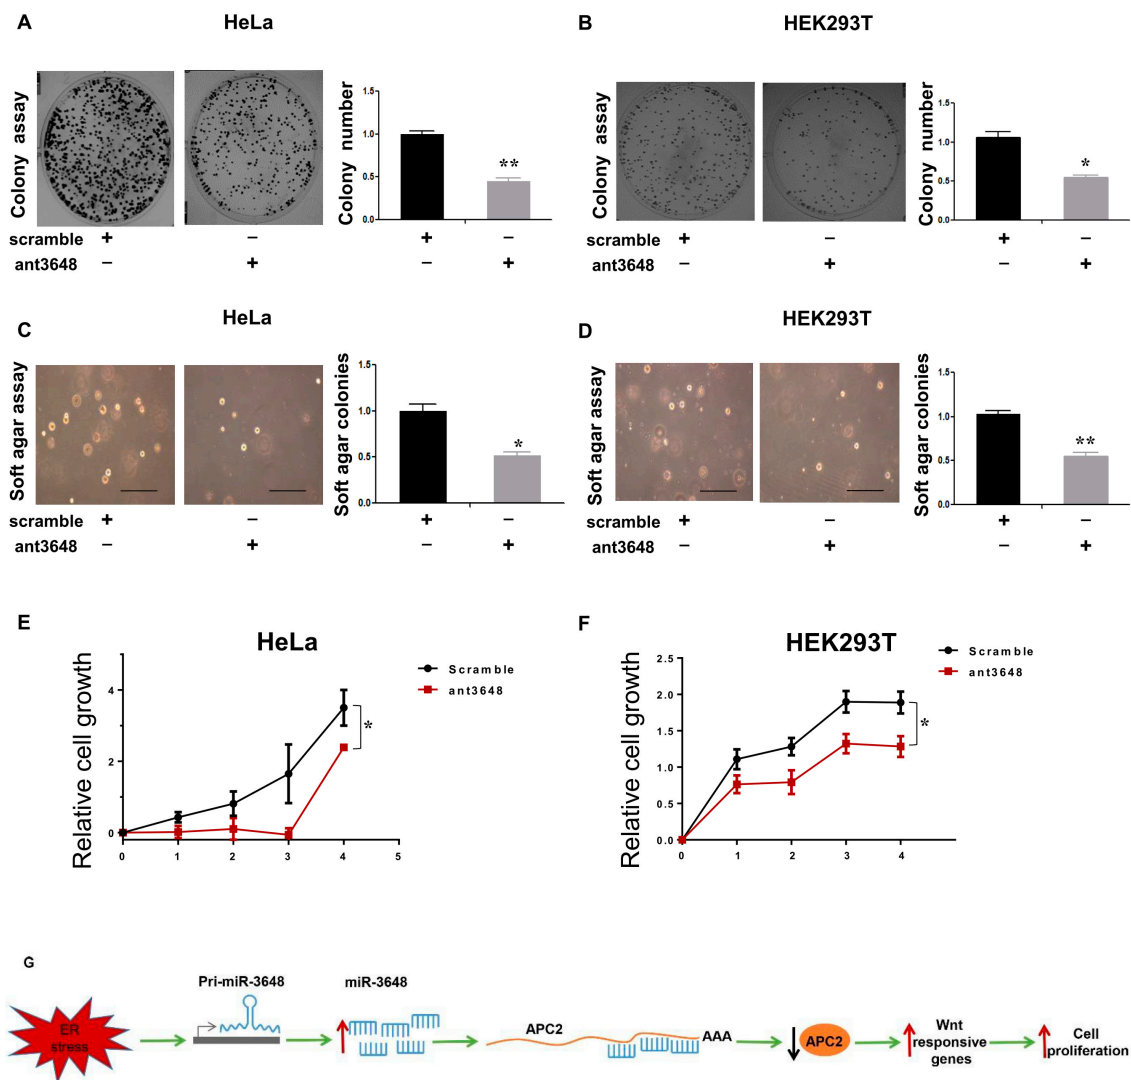 A
HeLa
Colony assay
Colony number
1.5
1.0
0.5
0.0
**
scramble + – + –
ant3648 – + – +
B
HEK293T
Colony assay
Colony number
1.5
1.0
0.5
0.0
*
scramble + – + –
ant3648 – + – +
C
HeLa
Soft agar assay
Soft agar colonies
1.5
1.0
0.5
0.0
*
scramble + – + –
ant3648 – + – +
D
HEK293T
Soft agar assay
Soft agar colonies
1.5
1.0
0.5
0.0
**
scramble + – + –
ant3648 – + – +
E
HeLa
Relative cell growth
4
2
0
0 1 2 3 4 5
Scramble
ant3648
*
F
HEK293T
Relative cell growth
2.5
2.0
1.5
1.0
0.5
0.0
0 1 2 3 4
Scramble
ant3648
*
G
ER
stress
Pri-miR-3648
miR-3648
APC2
AAA
APC2
Wnt
responsive
genes
Cell
proliferation